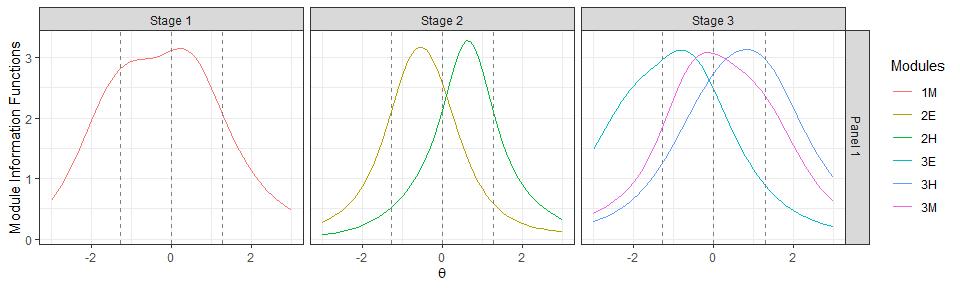 Stage 1
Stage 2
Stage 3
Module Information Functions
3
2
1
0
-2
0
2
-2
0
2
-2
0
2
θ
Panel 1
Modules
1M
2E
2H
3E
3H
3M